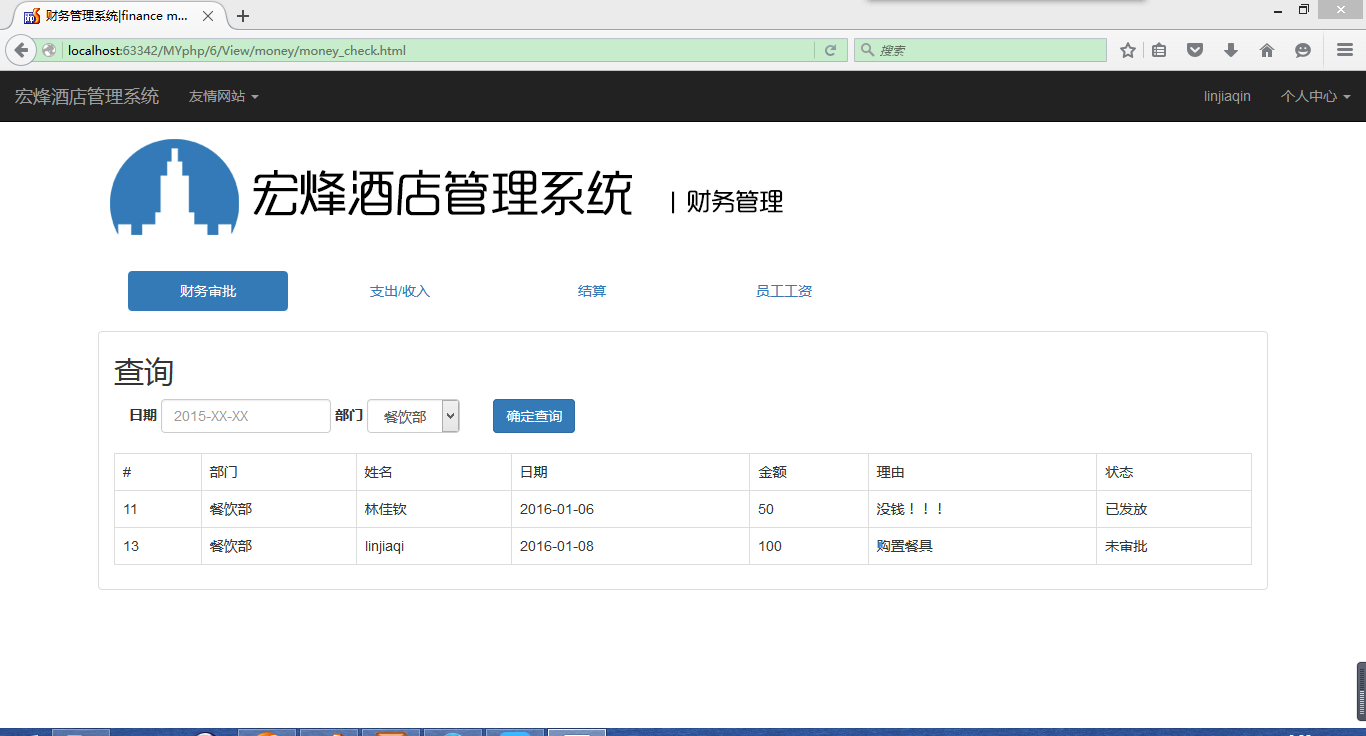 财务管理系统|finance m...
localhost:63342/MYphp/6/View/money/money_check.html
搜索
宏烽酒店管理系统 友情网站 linjiaqin 个人中心
宏烽酒店管理系统 | 财务管理
财务审批 支出/收入 结算 员工工资
查询
日期 2015-XX-XX 部门 餐饮部 确定查询
# 部门 姓名 日期 金额 理由 状态
11 餐饮部 林佳钦 2016-01-06 50 没钱！！！ 已发放
13 餐饮部 linjiaqi 2016-01-08 100 购置餐具 未审批